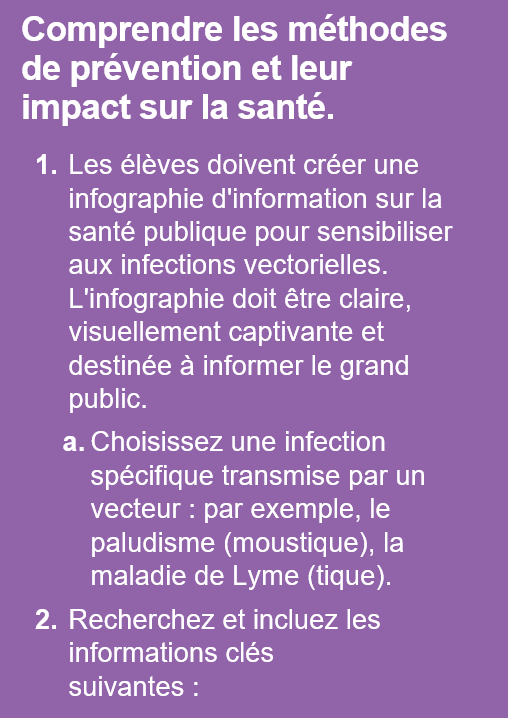 Comprendre les méthodes
de prévention et leur
impact sur la santé.
1. Les élèves doivent créer une
infographie d'information sur la
santé publique pour sensibiliser
aux infections vectorielles.
L'infographie doit être claire,
visuellement captivante et
destinée à informer le grand
public.
a. Choisissez une infection
spécifique transmise par un
vecteur : par exemple, le
paludisme (moustique), la
maladie de Lyme (tique).
2. Recherchez et incluez les
informations clés
suivantes :